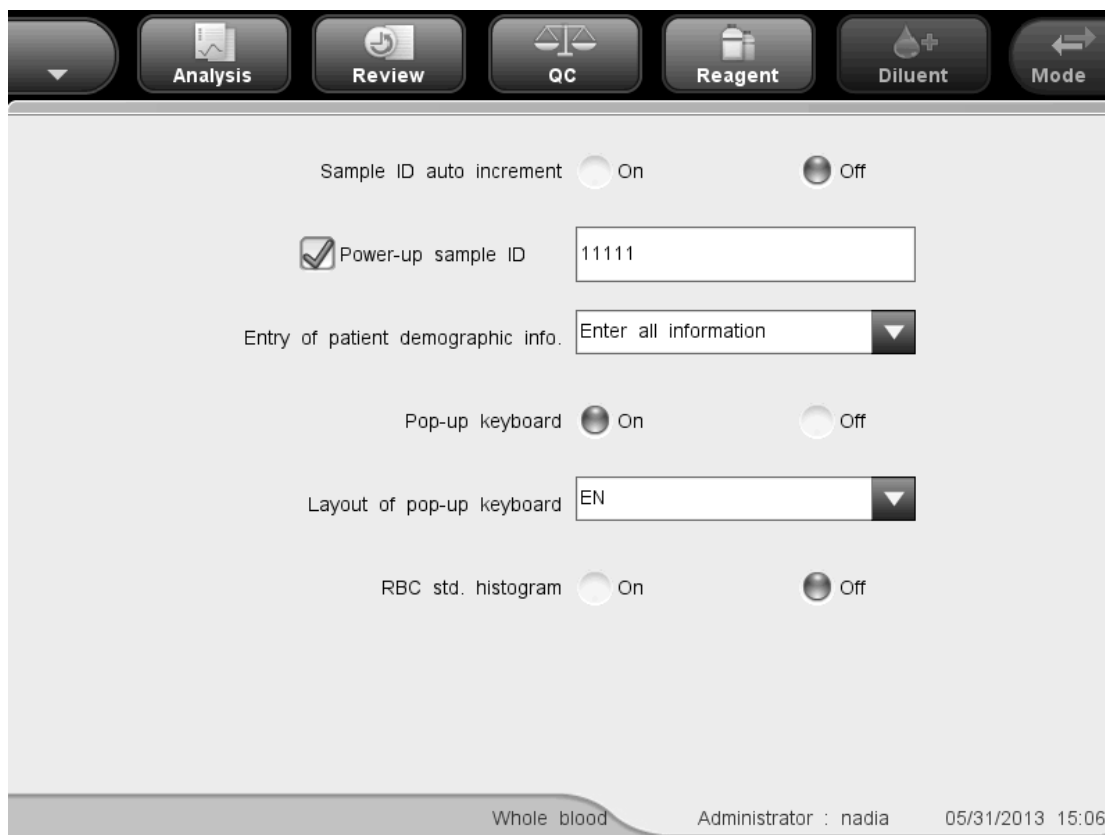 Analysis Review QC Reagent Diluent Mode
Sample ID auto increment On Off
Power-up sample ID 11111
Entry of patient demographic info. Enter all information
Pop-up keyboard On Off
Layout of pop-up keyboard EN
RBC std. histogram On Off
Whole blood Administrator : nadia 05/31/2013 15:06